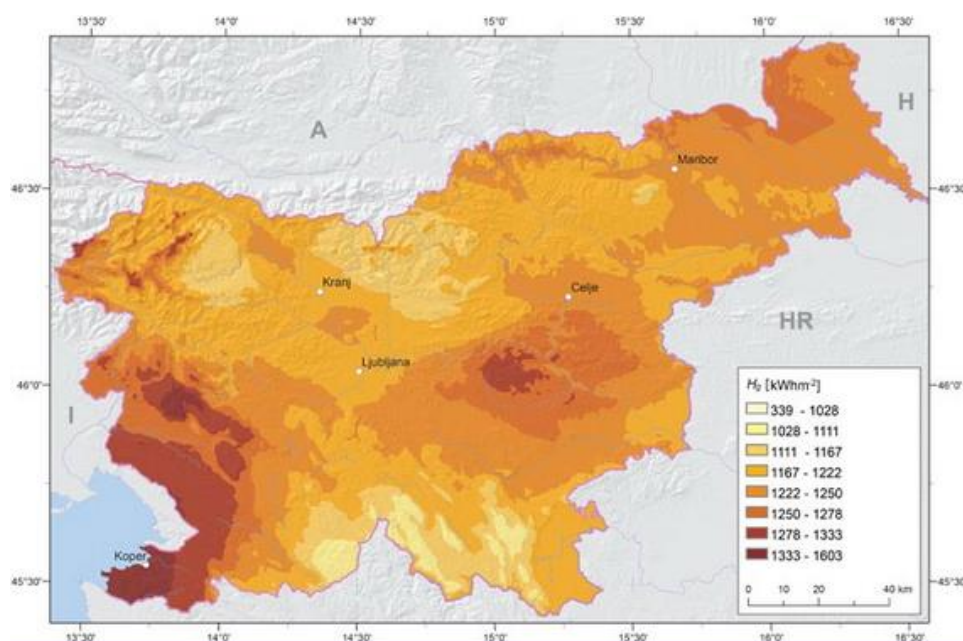 13°30' 14°0' 14°30' 15°0' 15°30' 16°0' 16°30'
A
H
Maribor
46°30' 46°30'
Kranj
Celje
HR
Ljubljana
46°0' 46°0'
I
H₀ [kWhm⁻²]
339 - 1028
1028 - 1111
1111 - 1167
1167 - 1222
1222 - 1250
1250 - 1278
1278 - 1333
1333 - 1603
Koper
45°30' 45°30'
0 20 40 km
13°30' 14°0' 14°30' 15°0' 15°30' 16°0' 16°30'